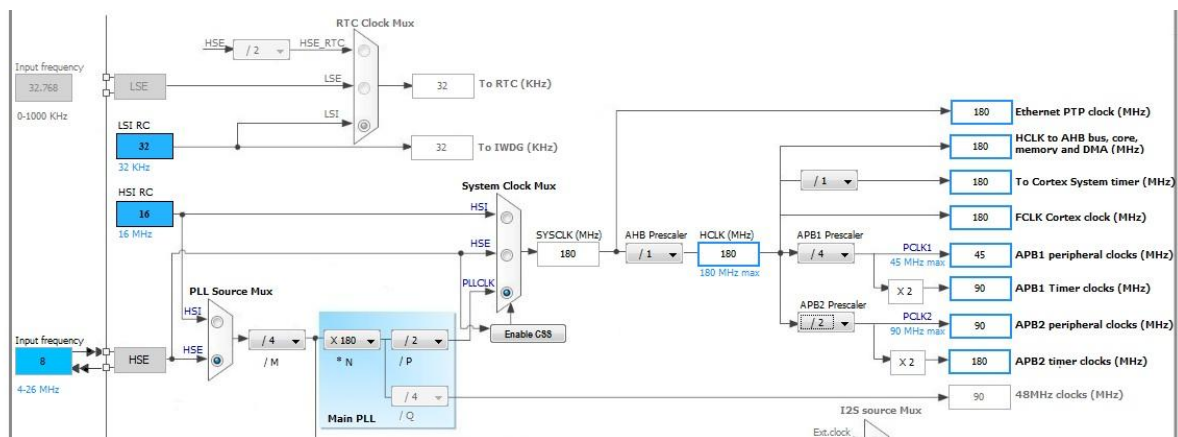 RTC Clock Mux
HSE
/ 2
HSE_RTC
Input frequency
32.768
0-1000 KHz
LSE
LSE
32
To RTC (KHz)
LSI RC
32
32 KHz
LSI
32
To IWDG (KHz)
180
Ethernet PTP clock (MHz)
180
HCLK to AHB bus, core,
memory and DMA (MHz)
/ 1
180
To Cortex System timer (MHz)
HSI RC
16
16 MHz
System Clock Mux
HSI
HSE
PLLCLK
SYSCLK (MHz)
180
AHB Prescaler
/ 1
HCLK (MHz)
180
180 MHz max
180
FCLK Cortex clock (MHz)
APB1 Prescaler
/ 4
PCLK1
45 MHz max
45
APB1 peripheral clocks (MHz)
X 2
90
APB1 Timer clocks (MHz)
APB2 Prescaler
/ 2
PCLK2
90 MHz max
90
APB2 peripheral clocks (MHz)
X 2
180
APB2 timer clocks (MHz)
PLL Source Mux
HSI
HSE
Input frequency
8
4-26 MHz
HSE
/ 4
/ M
X 180
* N
/ 2
/ P
/ 4
/ Q
Main PLL
Enable CSS
90
48MHz clocks (MHz)
I2S source Mux
Ext.clock